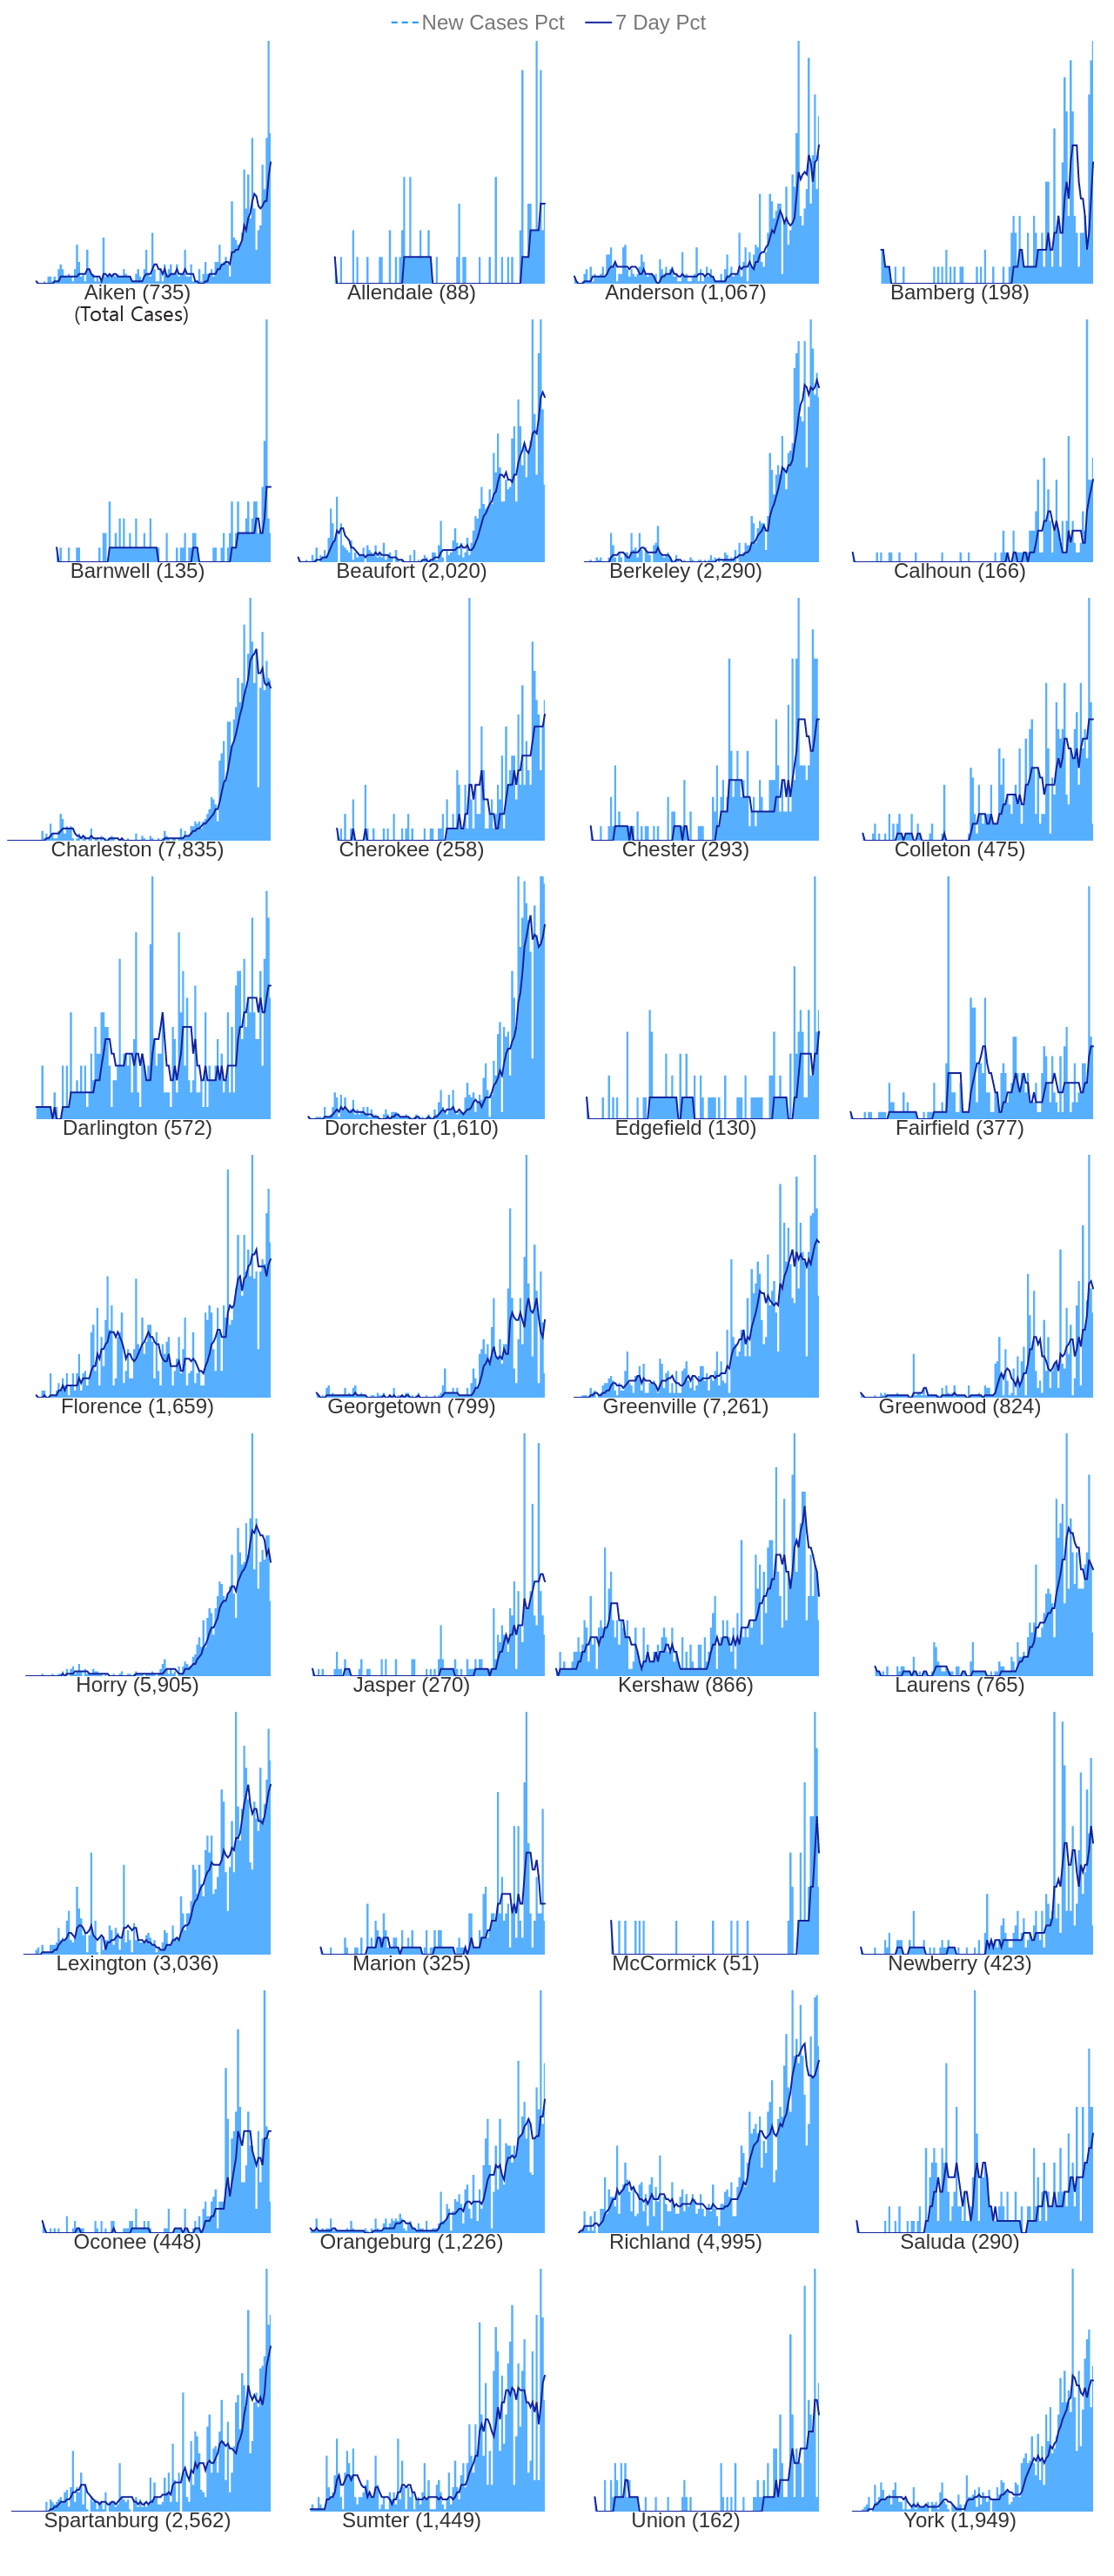 New Cases Pct 7 Day Pct
Aiken (735) Allendale (88) Anderson (1,067) Bamberg (198)
(Total Cases)
Barnwell (135) Beaufort (2,020) Berkeley (2,290) Calhoun (166)
Charleston (7,835) Cherokee (258) Chester (293) Colleton (475)
Darlington (572) Dorchester (1,610) Edgefield (130) Fairfield (377)
Florence (1,659) Georgetown (799) Greenville (7,261) Greenwood (824)
Horry (5,905) Jasper (270) Kershaw (866) Laurens (765)
Lexington (3,036) Marion (325) McCormick (51) Newberry (423)
Oconee (448) Orangeburg (1,226) Richland (4,995) Saluda (290)
Spartanburg (2,562) Sumter (1,449) Union (162) York (1,949)